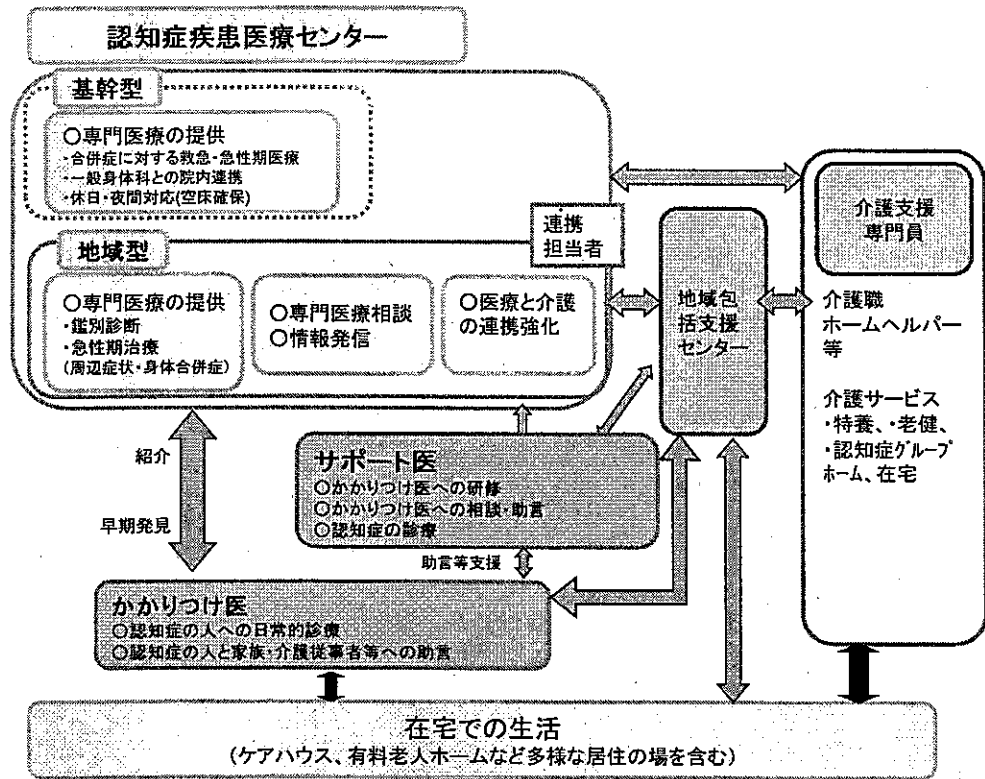 認知症疾患医療センター
基幹型
○専門医療の提供
・合併症に対する救急・急性期医療
・一般身体科との院内連携
・休日・夜間対応(空床確保)
地域型
○専門医療の提供
・鑑別診断
・急性期治療
(周辺症状・身体合併症)
○専門医療相談
○情報発信
○医療と介護
の連携強化
連携
担当者
地域包
括支援
センター
介護支援
専門員
介護職
ホームヘルパー
等
介護サービス
・特養、・老健、
・認知症グループ
ホーム、在宅
紹介
早期発見
サポート医
○かかりつけ医への研修
○かかりつけ医への相談・助言
○認知症の診療
助言等支援
かかりつけ医
○認知症の人への日常的診療
○認知症の人と家族・介護従事者等への助言
在宅での生活
(ケアハウス、有料老人ホームなど多様な居住の場を含む)